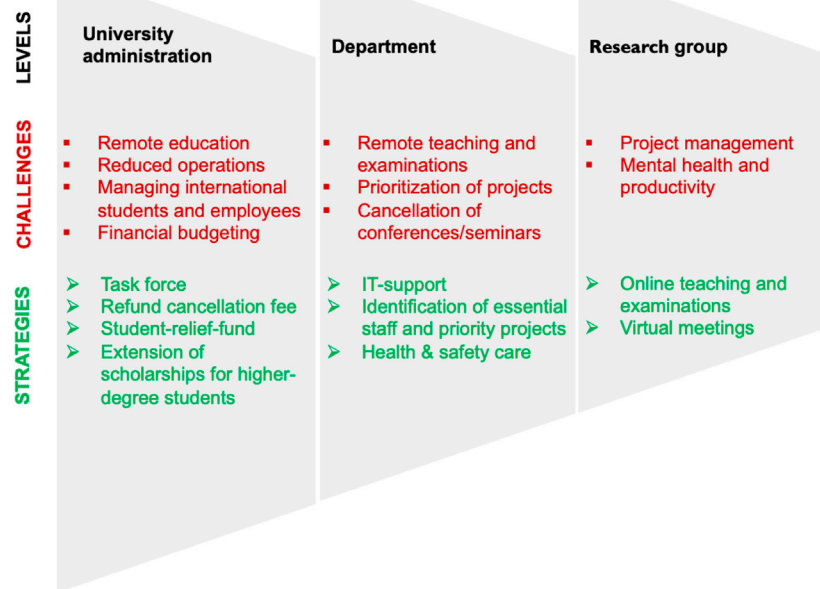 LEVELS
University
administration
Department
Research group
CHALLENGES
▪ Remote education
▪ Reduced operations
▪ Managing international
students and employees
▪ Financial budgeting
▪ Remote teaching and
examinations
▪ Prioritization of projects
▪ Cancellation of
conferences/seminars
▪ Project management
▪ Mental health and
productivity
STRATEGIES
➢ Task force
➢ Refund cancellation fee
➢ Student-relief-fund
➢ Extension of
scholarships for higher-
degree students
➢ IT-support
➢ Identification of essential
staff and priority projects
➢ Health & safety care
➢ Online teaching and
examinations
➢ Virtual meetings